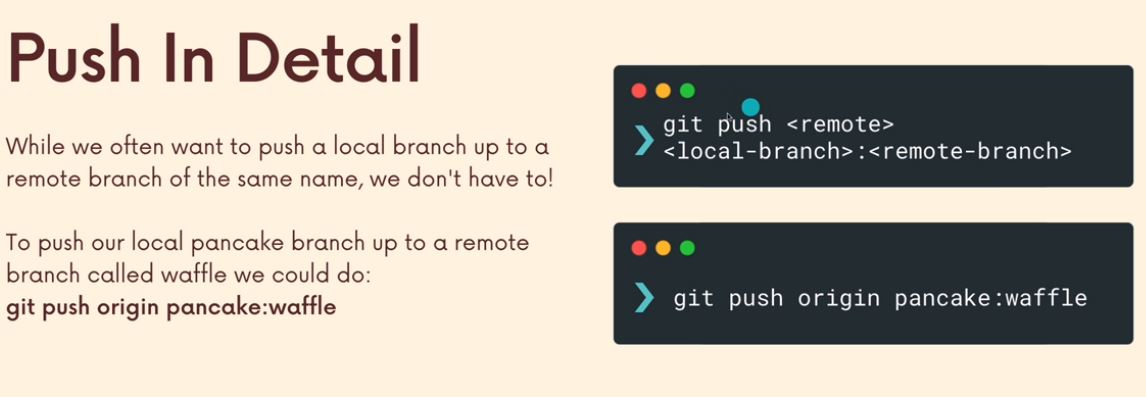 Push In Detail
While we often want to push a local branch up to a
remote branch of the same name, we don't have to!
To push our local pancake branch up to a remote
branch called waffle we could do:
git push origin pancake:waffle
❯ git push <remote>
<local-branch>:<remote-branch>
❯ git push origin pancake:waffle